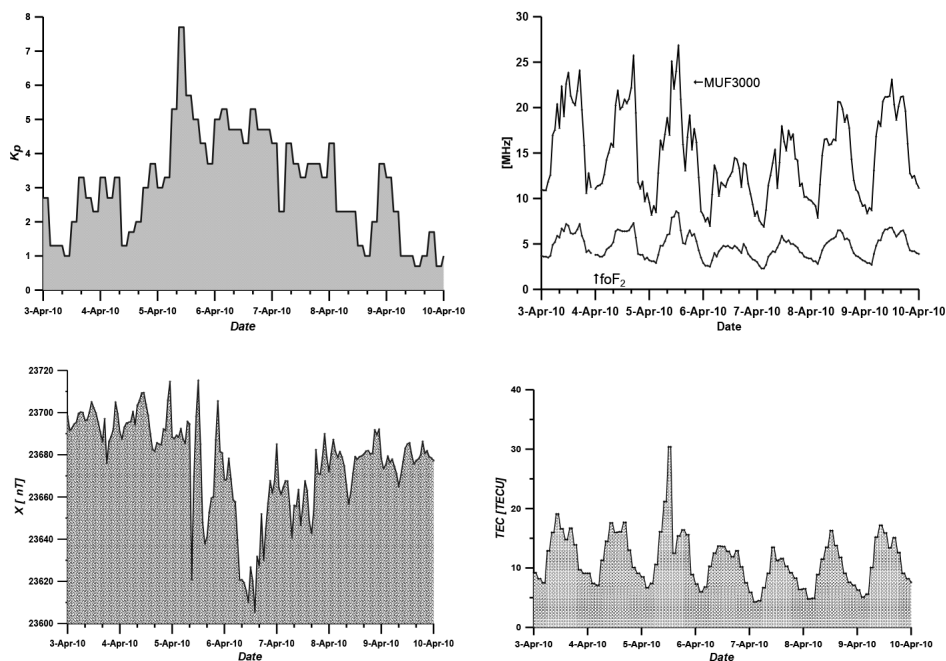 8
7
6
5
4
3
2
1
0
Kp
3-Apr-10 4-Apr-10 5-Apr-10 6-Apr-10 7-Apr-10 8-Apr-10 9-Apr-10 10-Apr-10
Date
30
25
20
15
10
5
0
[MHz]
←MUF3000
↑foF2
3-Apr-10 4-Apr-10 5-Apr-10 6-Apr-10 7-Apr-10 8-Apr-10 9-Apr-10 10-Apr-10
Date
23720
23700
23680
23660
23640
23620
23600
X [ nT]
3-Apr-10 4-Apr-10 5-Apr-10 6-Apr-10 7-Apr-10 8-Apr-10 9-Apr-10 10-Apr-10
Date
40
30
20
10
0
TEC [TECU]
3-Apr-10 4-Apr-10 5-Apr-10 6-Apr-10 7-Apr-10 8-Apr-10 9-Apr-10 10-Apr-10
Date